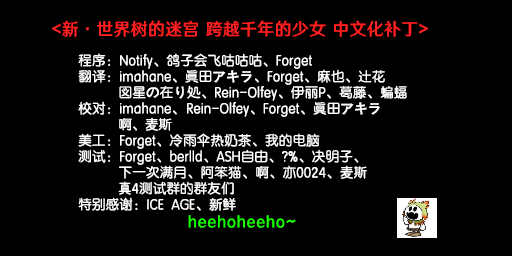 <新·世界树的迷宫 跨越千年的少女 中文化补丁>
程序：Notify、鸽子会飞咕咕咕、Forget
翻译：imahane、眞田アキラ、Forget、麻也、辻花
図星の在り処、Rein-Olfey、伊丽P、葛藤、蝙蝠
校对：imahane、Rein-Olfey、Forget、眞田アキラ
啊、麦斯
美工：Forget、冷雨伞热奶茶、我的电脑
测试：Forget、berlld、ASH自由、?%、决明子、
下一次满月、阿笨猫、啊、亦0024、麦斯
真4测试群的群友们
特别感谢：ICE AGE、新鲜
heehoheeho~